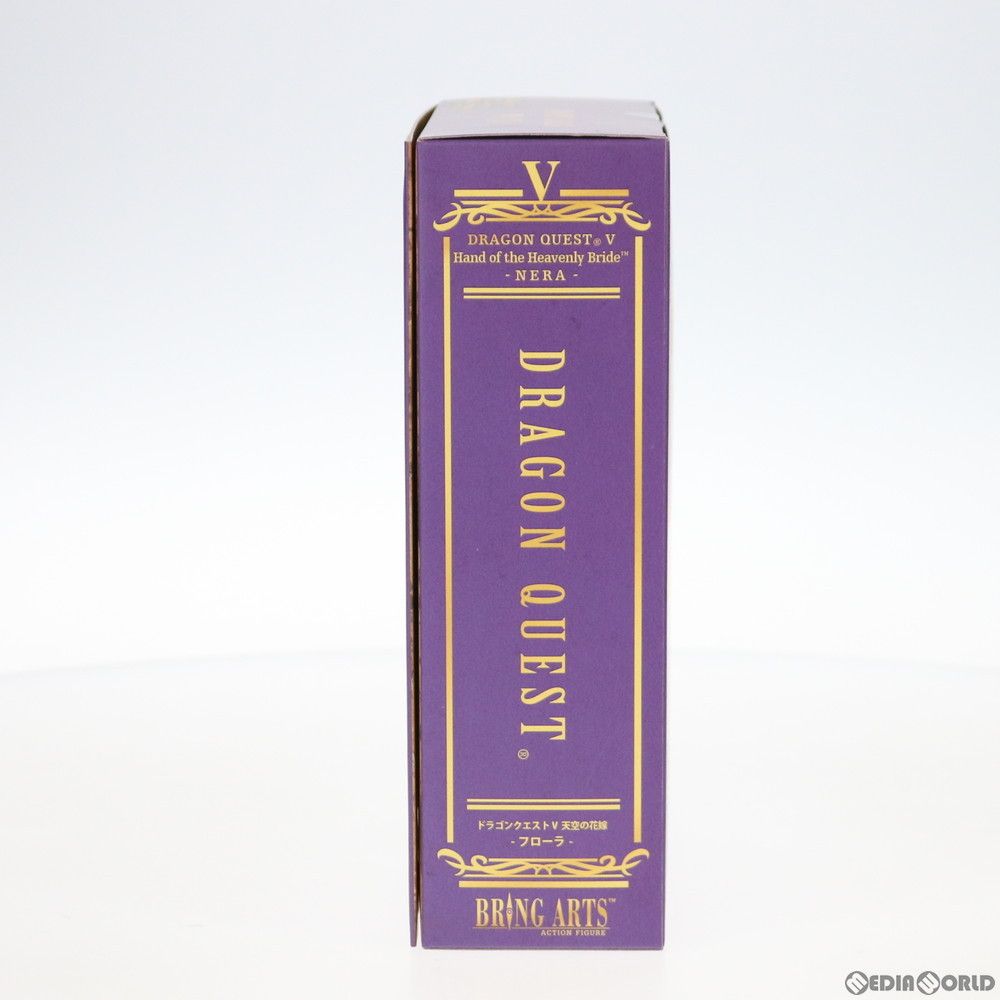 V
DRAGON QUEST® V
Hand of the Heavenly Bride™
- NERA -
DRAGON QUEST®
ドラゴンクエストV 天空の花嫁
- フローラ -
BRING ARTS™
ACTION FIGURE
MEDIAWORLD